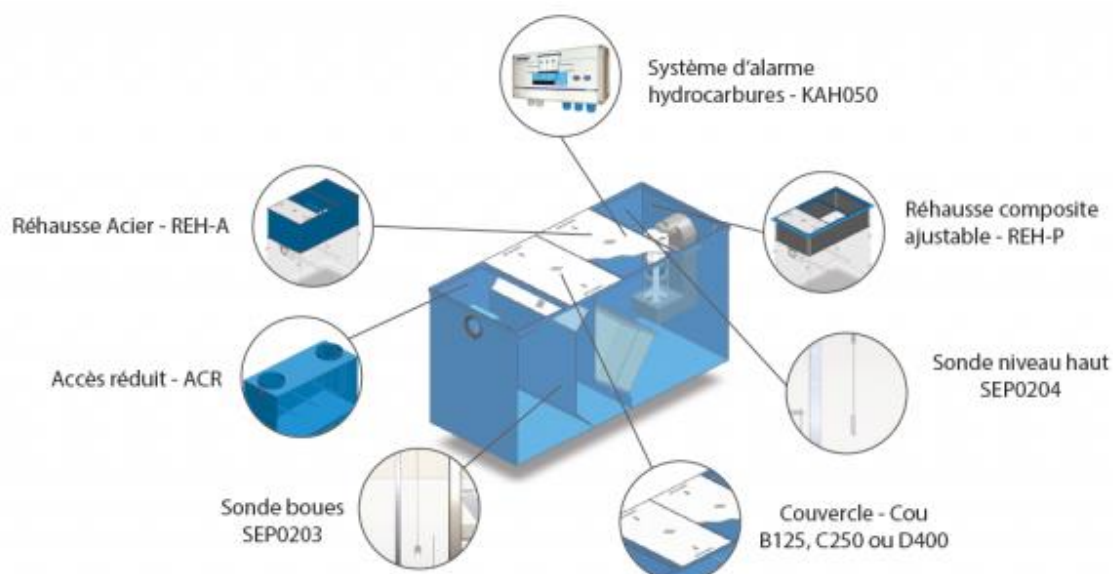 Système d'alarme
hydrocarbures - KAH050
Réhausse Acier - REH-A
Réhausse composite
ajustable - REH-P
Accès réduit - ACR
Sonde niveau haut
SEP0204
Sonde boues
SEP0203
Couvercle - Cou
B125, C250 ou D400